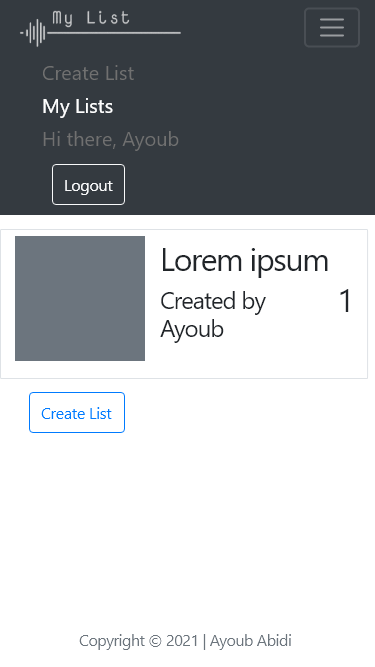 My List
Create List
My Lists
Hi there, Ayoub
Logout
Lorem ipsum
Created by
Ayoub
1
Create List
Copyright © 2021 | Ayoub Abidi